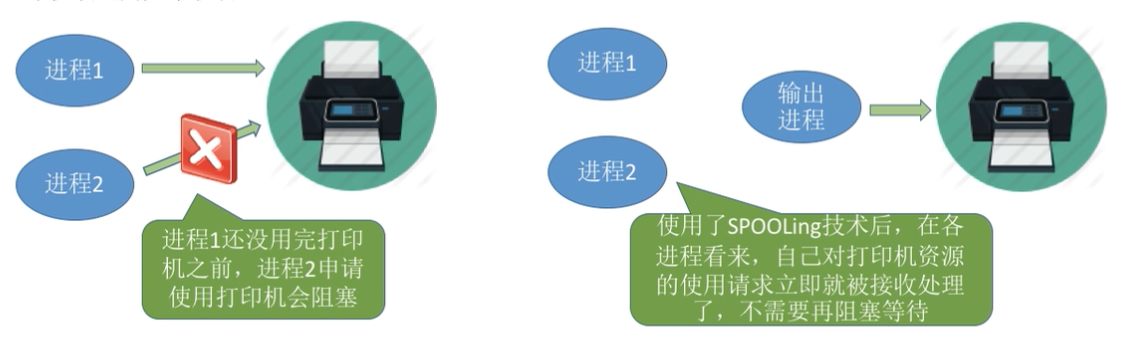 进程1
进程2
进程1还没用完打印
机之前，进程2申请
使用打印机会阻塞
进程1
进程2
输出
进程
使用了SPOOLing技术后，在各
进程看来，自己对打印机资源
的使用请求立即就被接收处理
了，不需要再阻塞等待